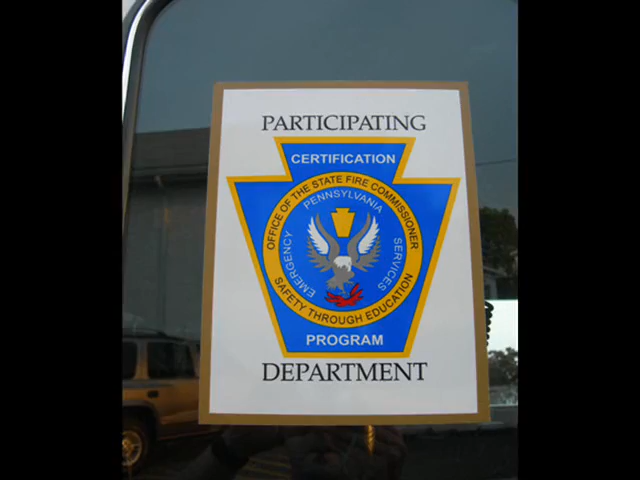 PARTICIPATING
CERTIFICATION
OFFICE OF THE STATE FIRE COMMISSIONER
PENNSYLVANIA
EMERGENCY
SERVICES
SAFETY THROUGH EDUCATION
PROGRAM
DEPARTMENT